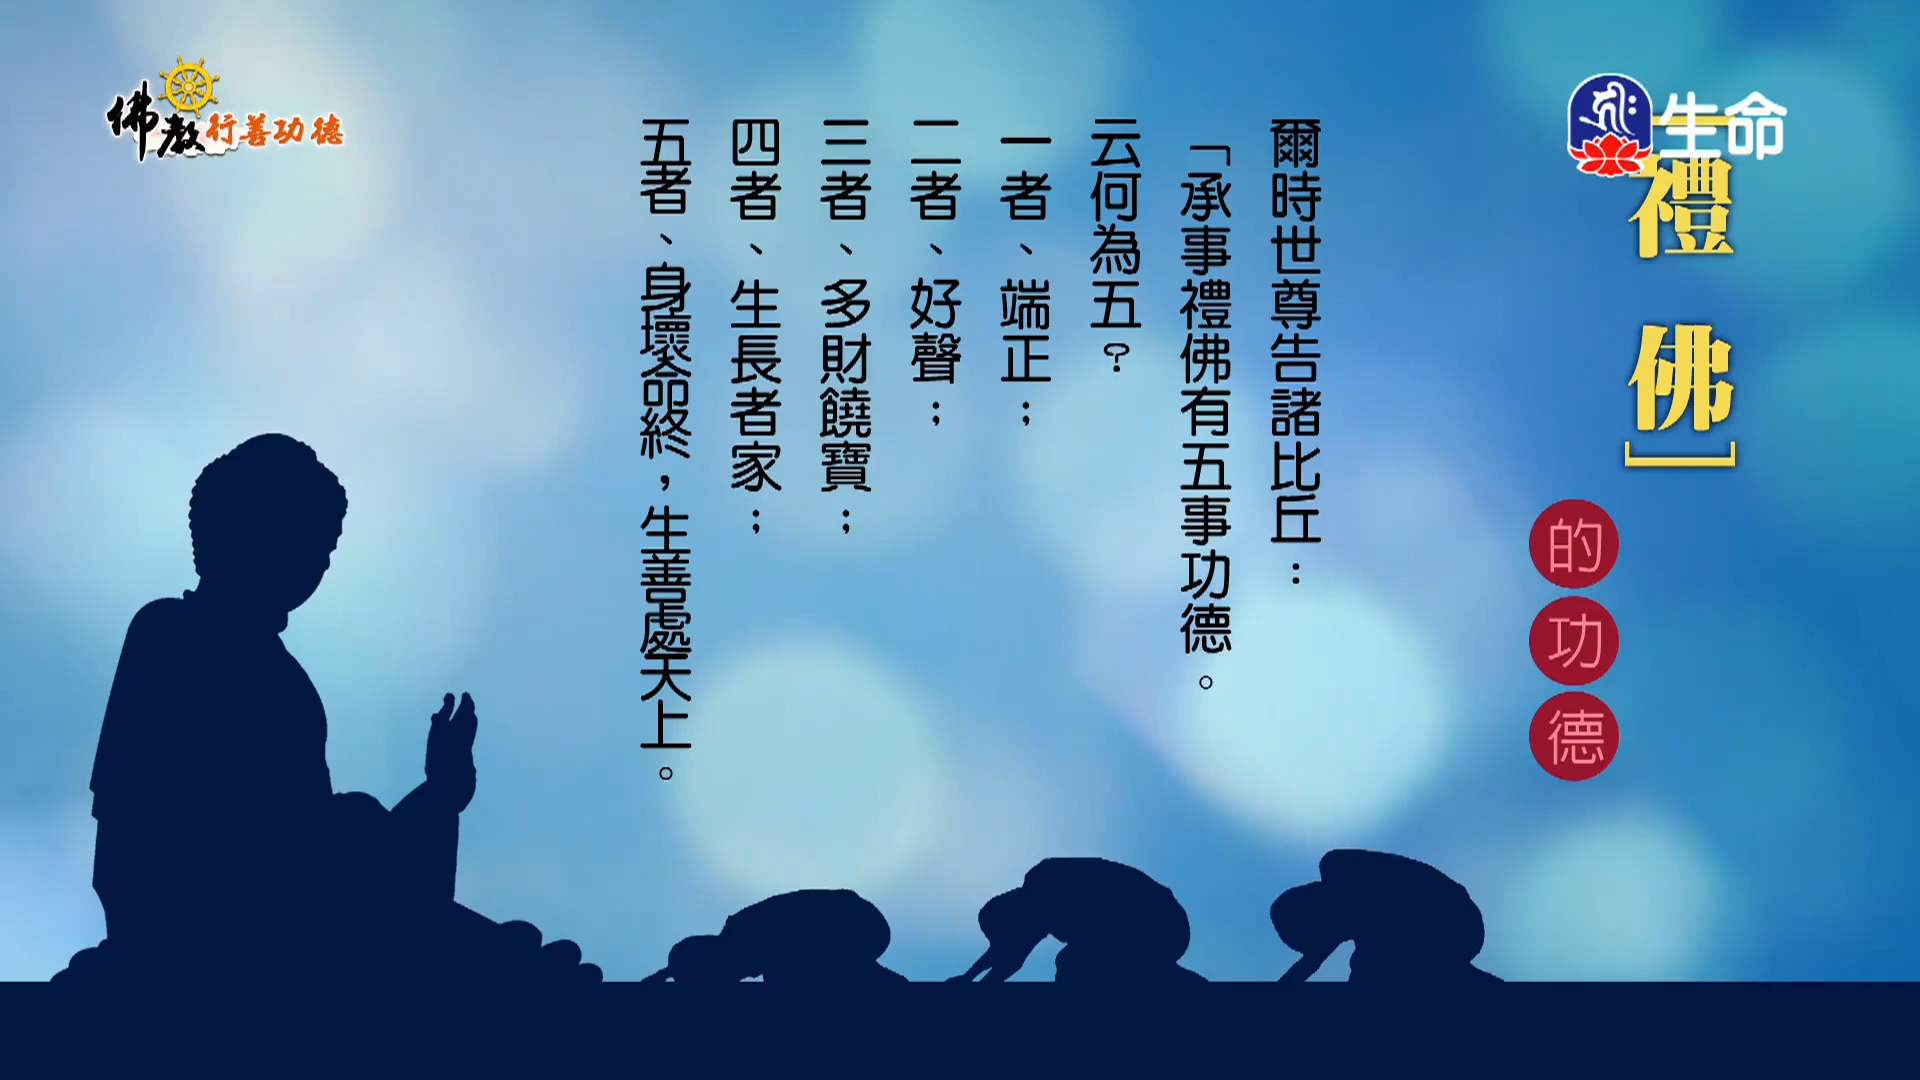 佛教行善功德
生命
[禮佛]
的功德
爾時世尊告諸比丘：
「承事禮佛有五事功德。
云何為五？
一者、端正；
二者、好聲；
三者、多財饒寶；
四者、生長者家；
五者、身壞命終，生善處天上。